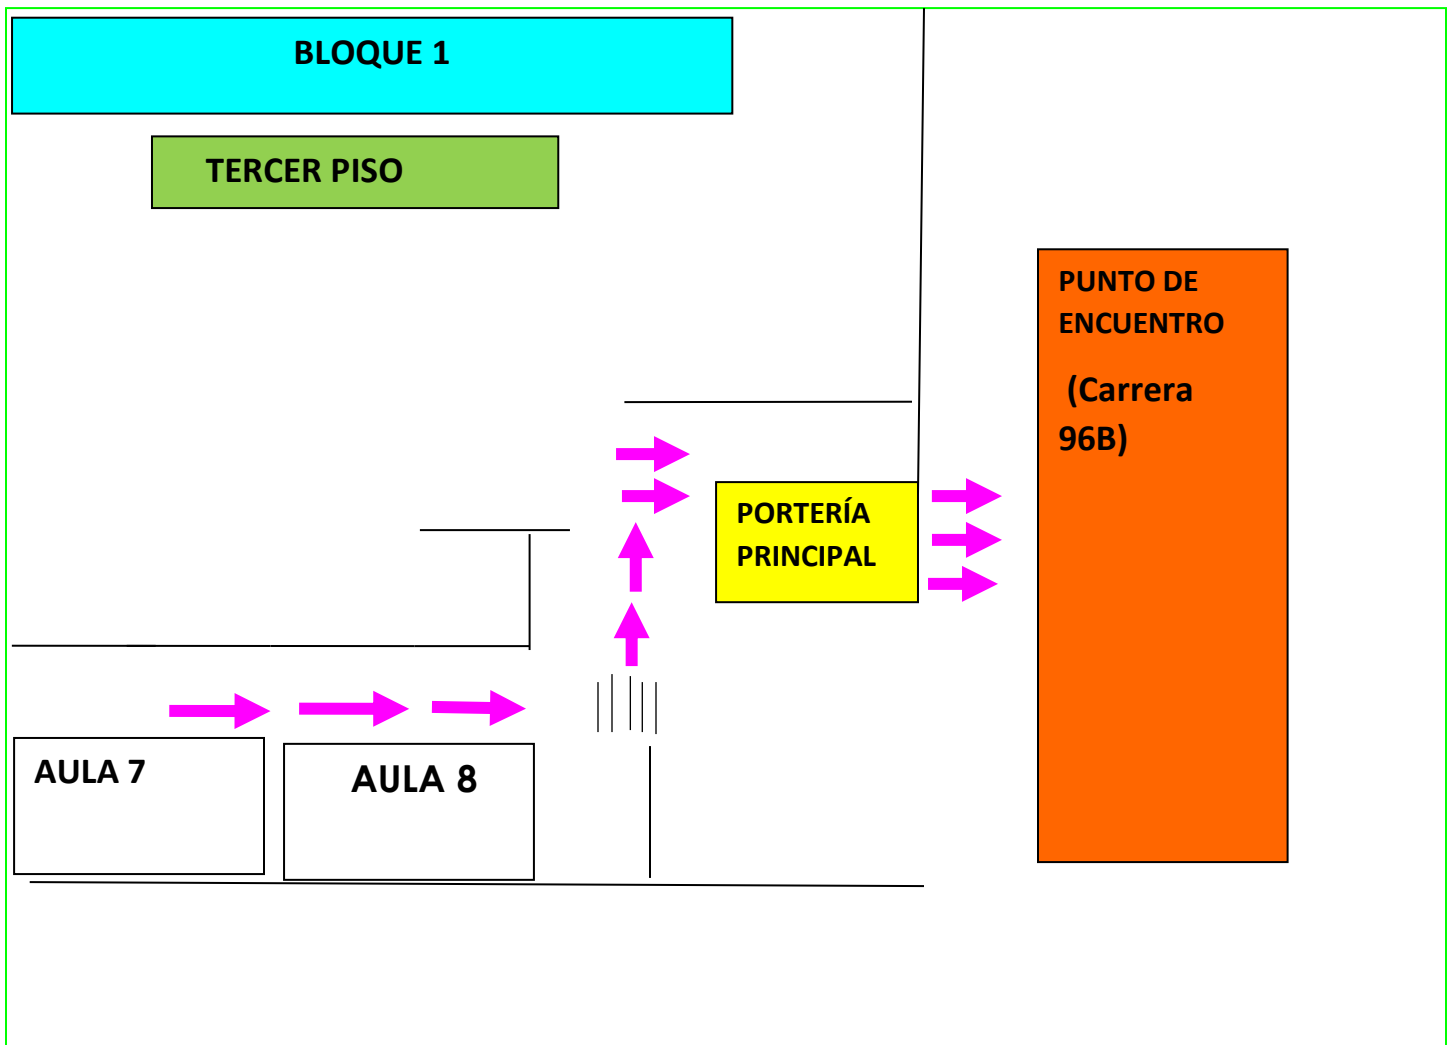 BLOQUE 1
TERCER PISO
PUNTO DE
ENCUENTRO
(Carrera
96B)
PORTERÍA
PRINCIPAL
AULA 7
AULA 8